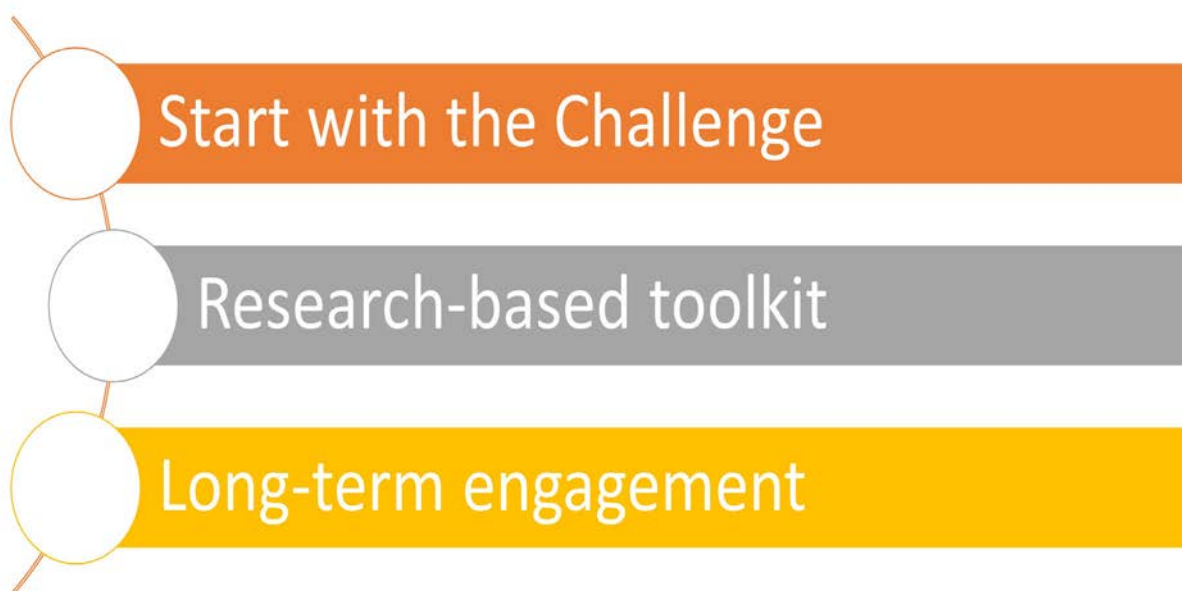 Start with the Challenge
Research-based toolkit
Long-term engagement